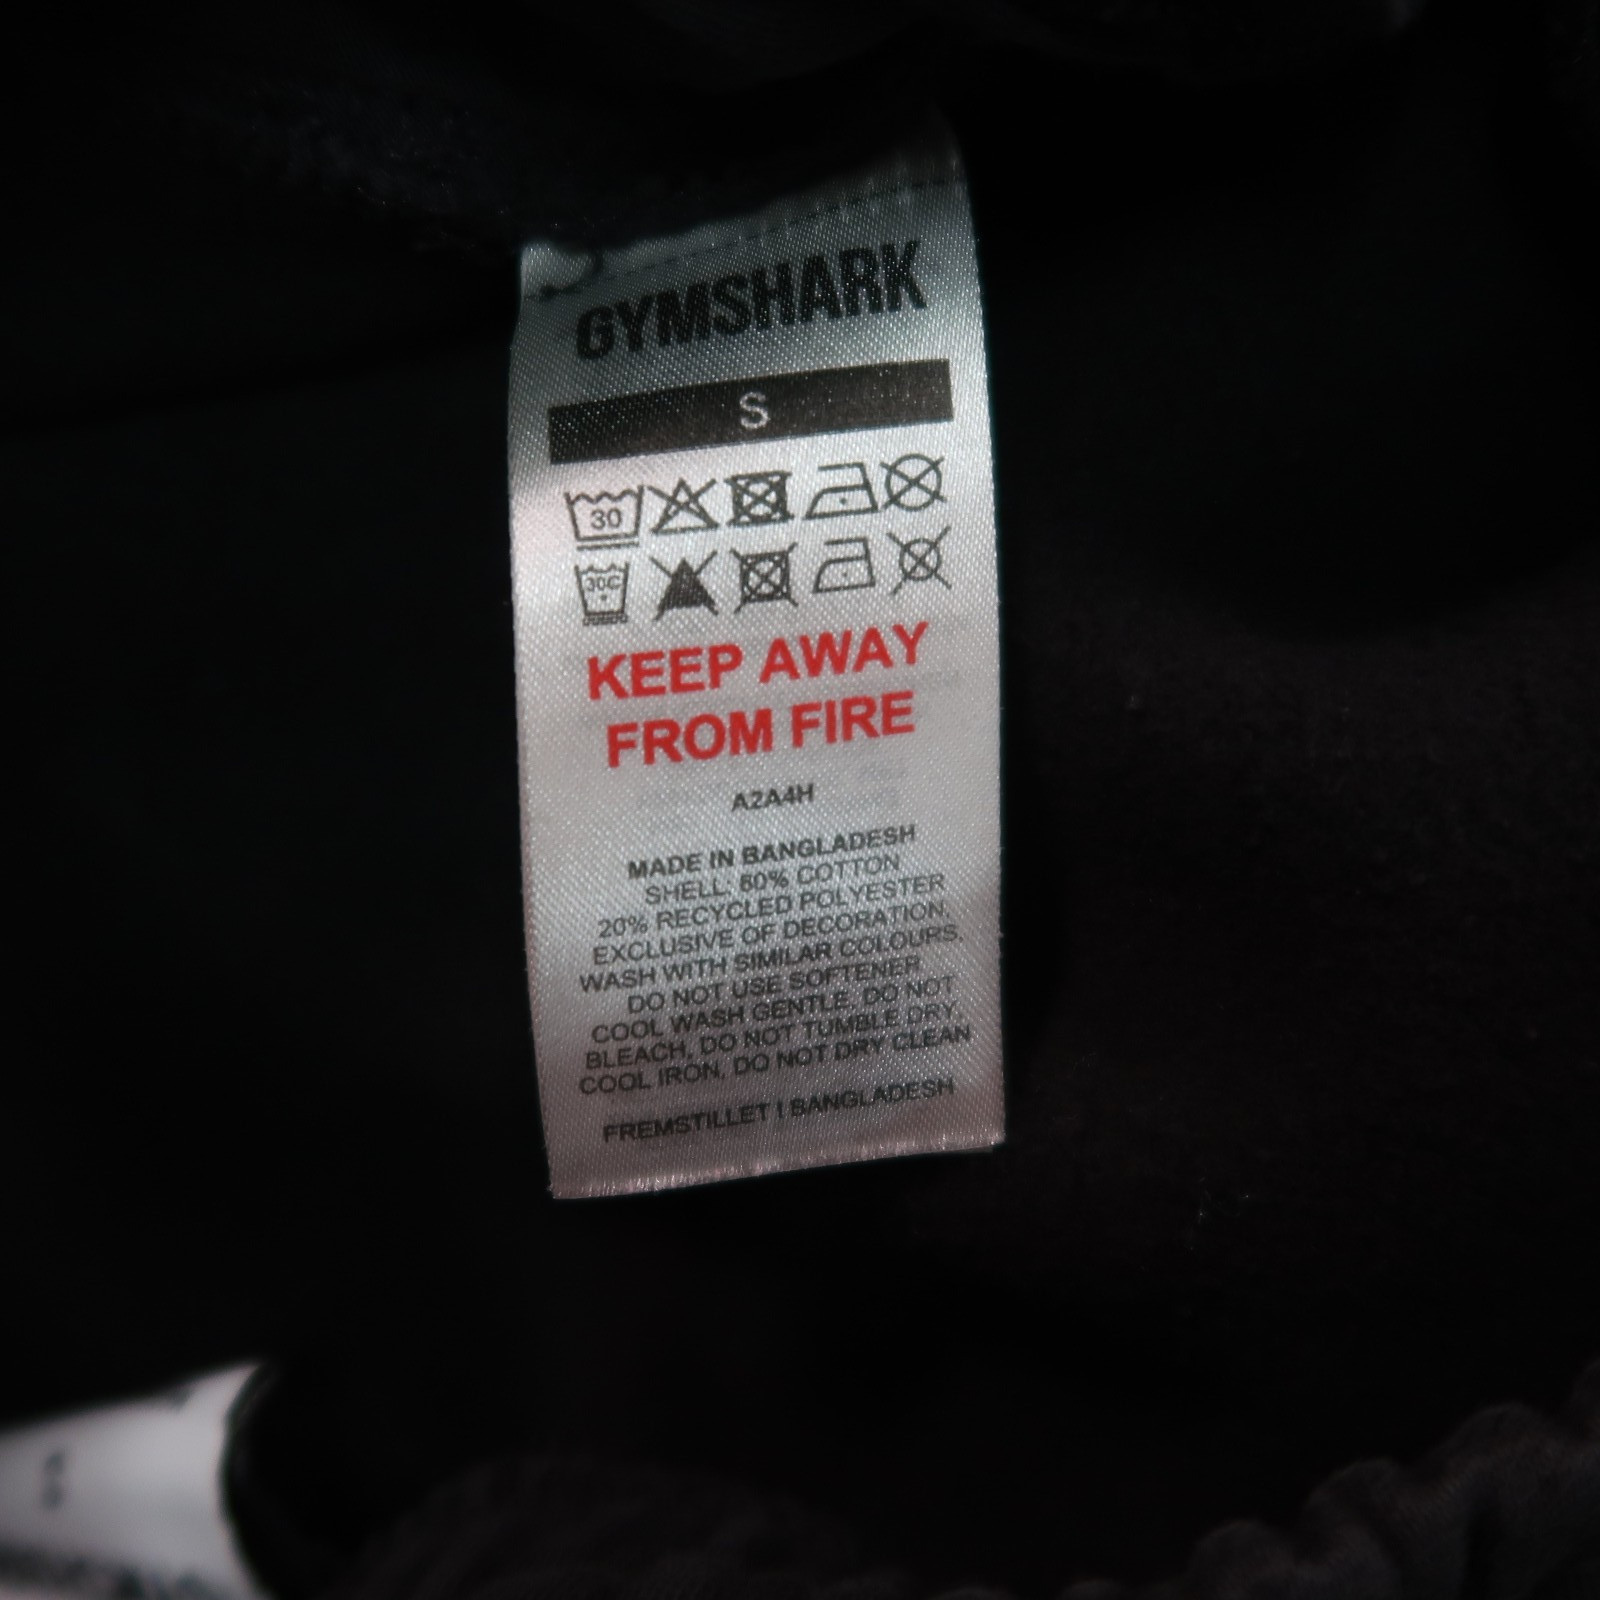 GYMSHARK
S
30
30C
KEEP AWAY
FROM FIRE
A2A4H
MADE IN BANGLADESH
SHELL: 80% COTTON
20% RECYCLED POLYESTER
EXCLUSIVE OF DECORATION.
WASH WITH SIMILAR COLOURS.
DO NOT USE SOFTENER
COOL WASH GENTLE, DO NOT
BLEACH, DO NOT TUMBLE DRY,
COOL IRON, DO NOT DRY CLEAN
FREMSTILLET I BANGLADESH